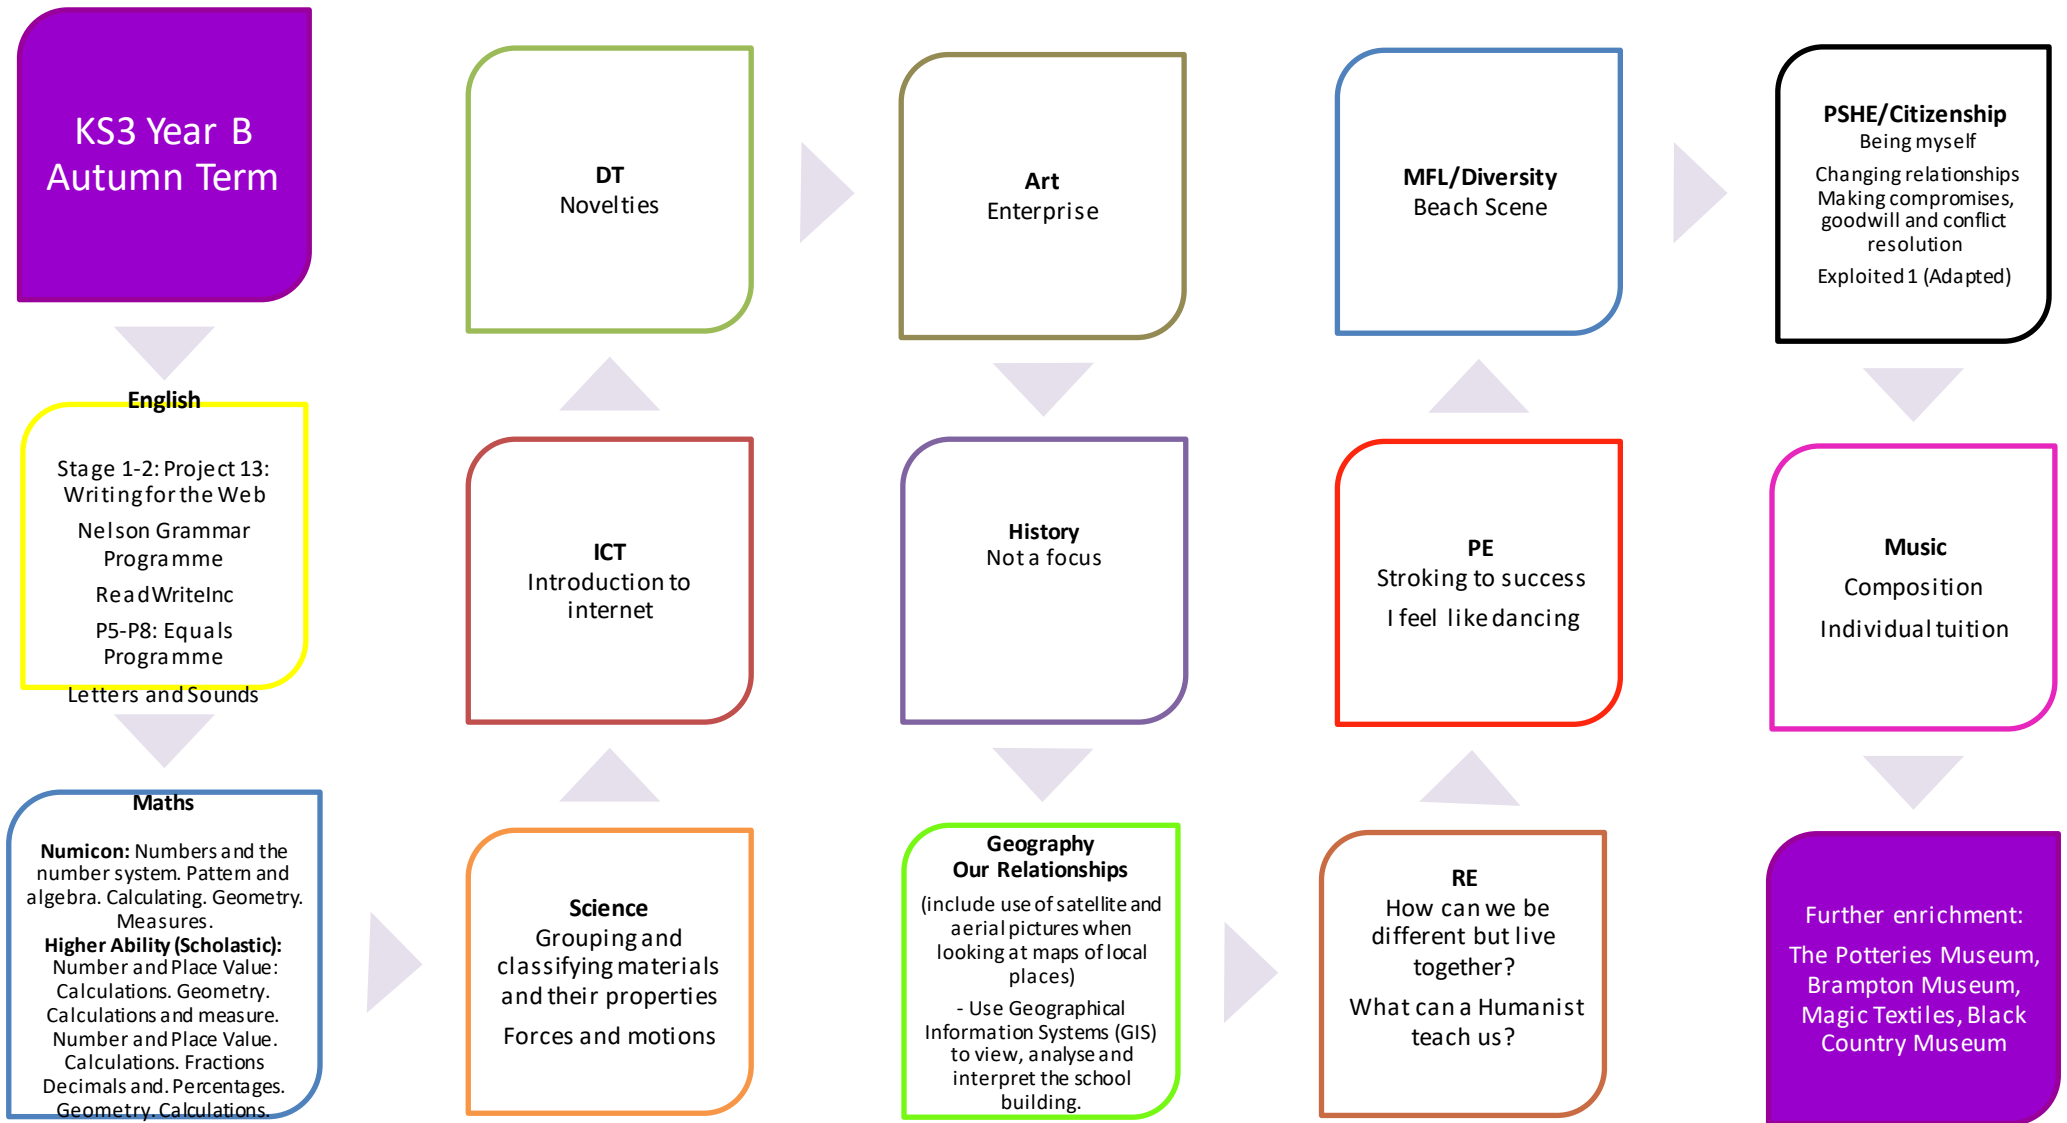 KS3 Year B
Autumn Term
English
Stage 1-2: Project 13:
Writing for the Web
Nelson Grammar
Programme
ReadWriteInc
P5-P8: Equals
Programme
Letters and Sounds
Maths
Numicon: Numbers and the
number system. Pattern and
algebra. Calculating. Geometry.
Measures.
Higher Ability (Scholastic):
Number and Place Value:
Calculations. Geometry.
Calculations and measure.
Number and Place Value.
Calculations. Fractions
Decimals and. Percentages.
Geometry. Calculations.
Science
Grouping and
classifying materials
and their properties
Forces and motions
ICT
Introduction to
internet
DT
Novelties
Art
Enterprise
History
Not a focus
Geography
Our Relationships
(include use of satellite and
aerial pictures when
looking at maps of local
places)
- Use Geographical
Information Systems (GIS)
to view, analyse and
interpret the school
building.
RE
How can we be
different but live
together?
What can a Humanist
teach us?
PE
Stroking to success
I feel like dancing
MFL/Diversity
Beach Scene
PSHE/Citizenship
Being myself
Changing relationships
Making compromises,
goodwill and conflict
resolution
Exploited 1 (Adapted)
Music
Composition
Individual tuition
Further enrichment:
The Potteries Museum,
Brampton Museum,
Magic Textiles, Black
Country Museum